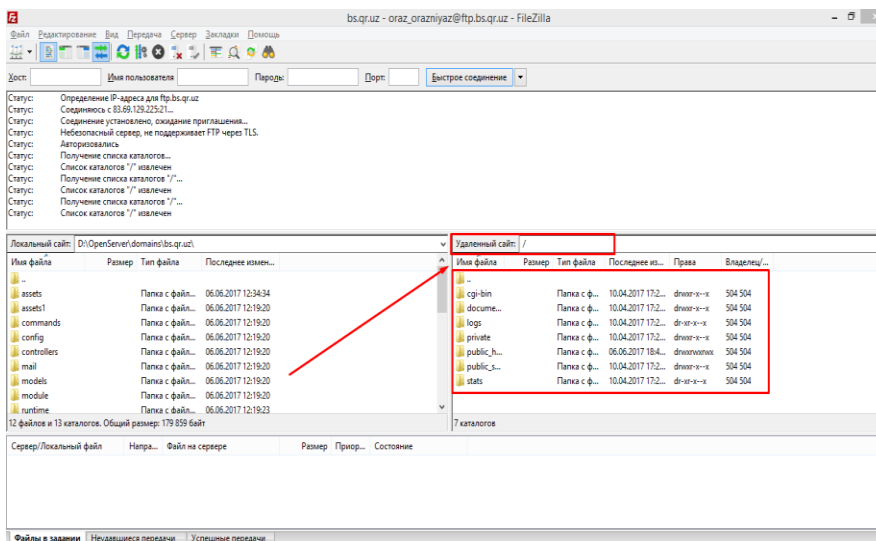 bs.qr.uz - oraz_orazniyaz@ftp.bs.qr.uz - FileZilla
Файл Редактирование Вид Передача Сервер Закладки Помощь
Хост: Имя пользователя Пароль: Порт: Быстрое соединение
Статус: Определение IP-адреса для ftp.bs.qr.uz
Статус: Соединяюсь с 83.69.129.225:21...
Статус: Соединение установлено, ожидание приглашения...
Статус: Небезопасный сервер, не поддерживает FTP через TLS.
Статус: Авторизовались
Статус: Получение списка каталогов...
Статус: Список каталогов "/" извлечен
Статус: Получение списка каталогов "/"...
Статус: Список каталогов "/" извлечен
Статус: Получение списка каталогов "/"...
Статус: Список каталогов "/" извлечен
Локальный сайт: D:\OpenServer\domains\bs.qr.uz\
Имя файла Размер Тип файла Последнее измен...
..
assets Папка с файл... 06.06.2017 12:34:34
assets1 Папка с файл... 06.06.2017 12:19:20
commands Папка с файл... 06.06.2017 12:19:20
config Папка с файл... 06.06.2017 12:19:20
controllers Папка с файл... 06.06.2017 12:19:20
mail Папка с файл... 06.06.2017 12:19:20
models Папка с файл... 06.06.2017 12:19:20
module Папка с файл... 06.06.2017 12:19:20
runtime Папка с файл... 06.06.2017 12:19:23
12 файлов и 13 каталогов. Общий размер: 179 859 байт
Удаленный сайт: /
Имя файла Размер Тип файла Последнее из... Права Владелец/...
..
cgi-bin Папка с ф... 10.04.2017 17:2... drwxr-x--x 504 504
docume... Папка с ф... 10.04.2017 17:2... drwxr-x--x 504 504
logs Папка с ф... 10.04.2017 17:2... dr-xr-x--x 504 504
private Папка с ф... 10.04.2017 17:2... drwxr-x--x 504 504
public_h... Папка с ф... 06.06.2017 18:4... drwxrwxrwx 504 504
public_s... Папка с ф... 10.04.2017 17:2... drwxr-x--x 504 504
stats Папка с ф... 10.04.2017 17:2... dr-xr-x--x 504 504
7 каталогов
Сервер/Локальный файл Напра... Файл на сервере Размер Приор... Состояние
Файлы в задании Неудавшиеся передачи Успешные передачи